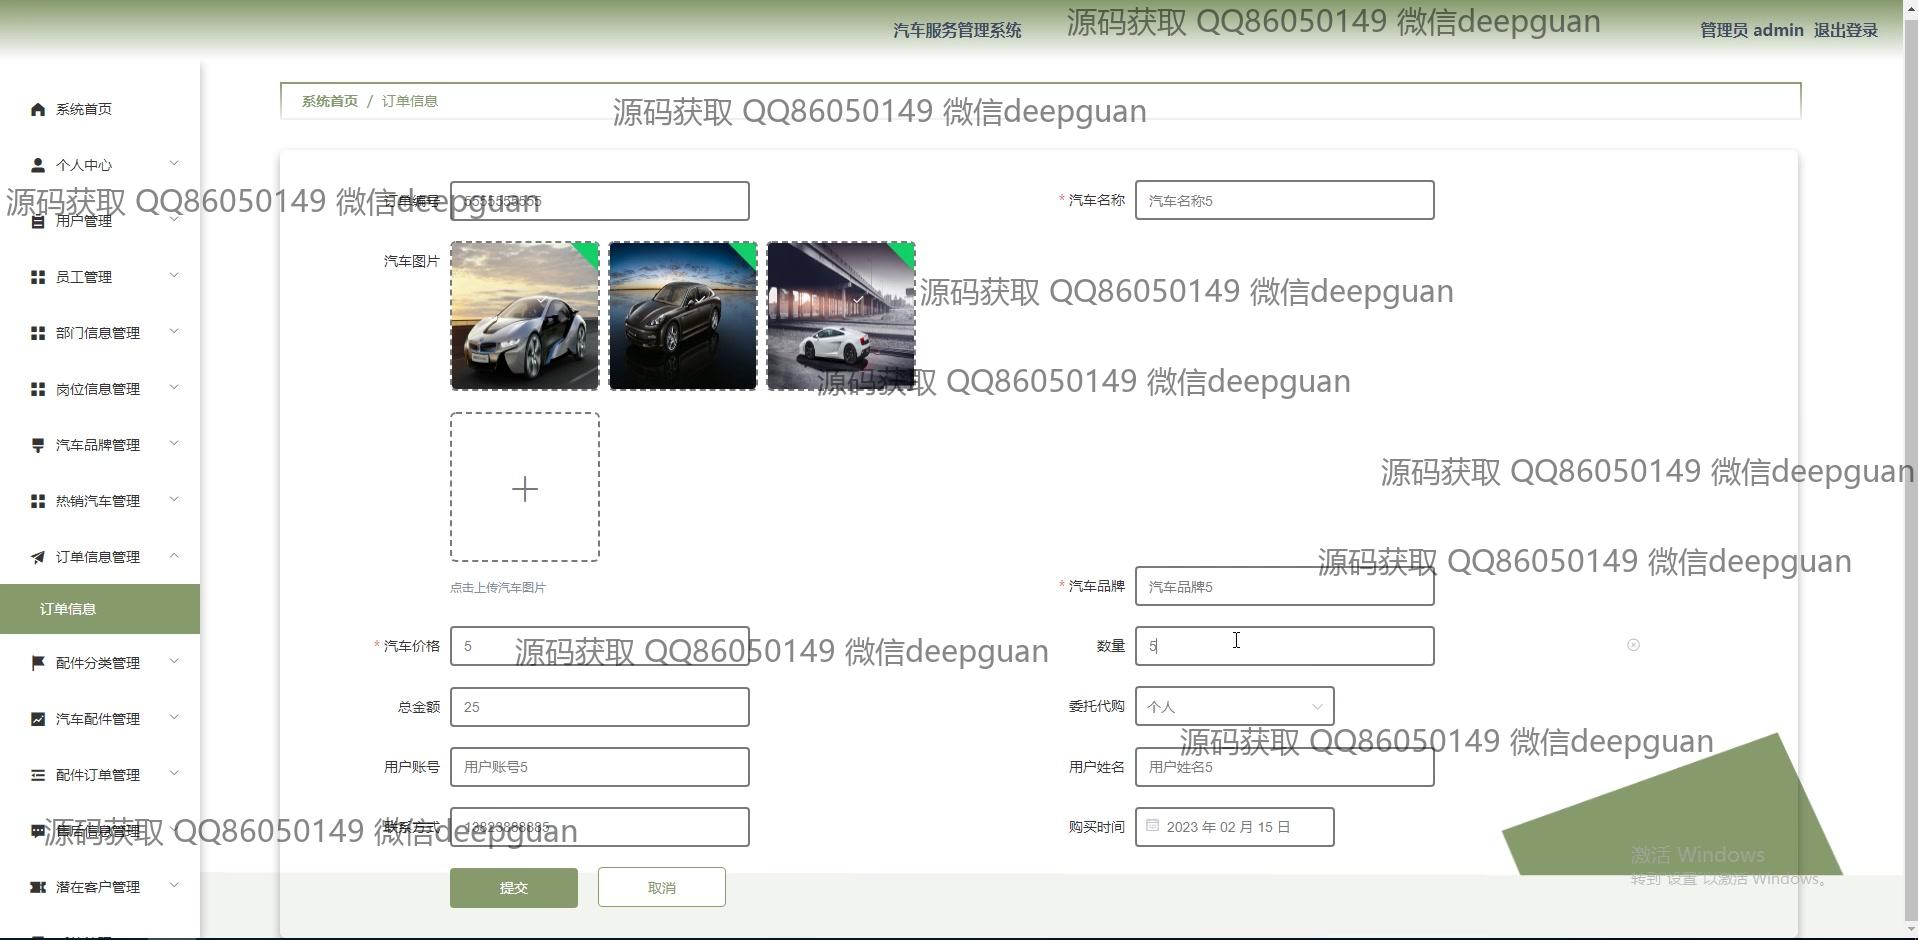 汽车服务管理系统
源码获取 QQ86050149 微信deepguan
管理员 admin 退出登录
系统首页 / 订单信息
源码获取 QQ86050149 微信deepguan
系统首页
个人中心
源码获取 QQ86050149 微信deepguan
用户管理
员工管理
部门信息管理
岗位信息管理
汽车品牌管理
热销汽车管理
订单信息管理
订单信息
配件分类管理
汽车配件管理
配件订单管理
售后信息管理
源码获取 QQ86050149 微信deepguan
潜在客户管理
订单编号 5555555555
* 汽车名称 汽车名称5
汽车图片
源码获取 QQ86050149 微信deepguan
源码获取 QQ86050149 微信deepguan
源码获取 QQ86050149 微信deepguan
源码获取 QQ86050149 微信deepguan
点击上传汽车图片
* 汽车品牌 汽车品牌5
* 汽车价格 5
源码获取 QQ86050149 微信deepguan
数量 5
总金额 25
委托代购 个人
源码获取 QQ86050149 微信deepguan
用户账号 用户账号5
用户姓名 用户姓名5
联系方式 13823888885
购买时间 2023 年 02 月 15 日
提交 取消
激活 Windows
转到"设置"以激活 Windows。